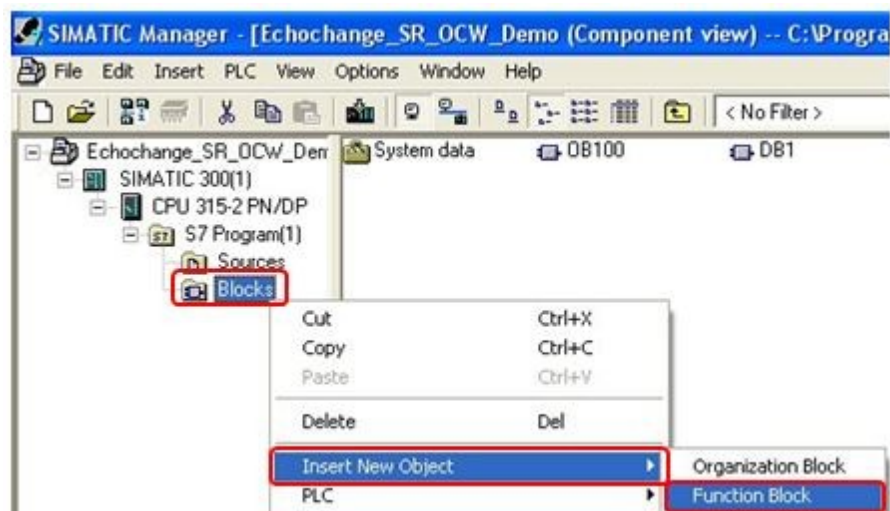 SIMATIC Manager - [Echochange_SR_OCW_Demo (Component view) -- C:\Progra
File Edit Insert PLC View Options Window Help
< No Filter >
Echochange_SR_OCW_Dem
SIMATIC 300(1)
CPU 315-2 PN/DP
S7 Program(1)
Sources
Blocks
System data OB100 DB1
Cut Ctrl+X
Copy Ctrl+C
Paste Ctrl+V
Delete Del
Insert New Object
PLC
Organization Block
Function Block